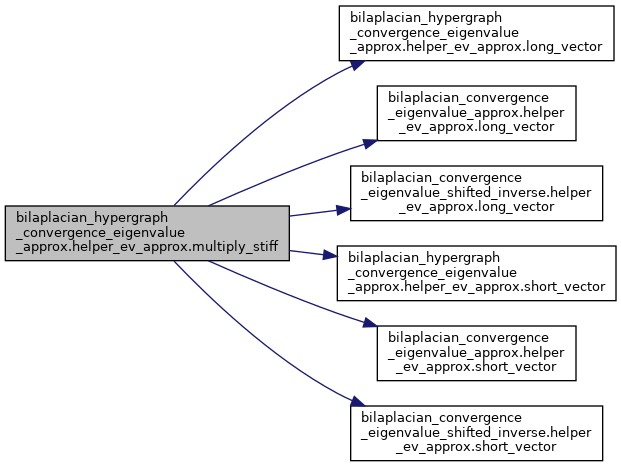 bilaplacian_hypergraph
_convergence_eigenvalue
_approx.helper_ev_approx.long_vector
bilaplacian_convergence
_eigenvalue_approx.helper
_ev_approx.long_vector
bilaplacian_convergence
_eigenvalue_shifted_inverse.helper
_ev_approx.long_vector
bilaplacian_hypergraph
_convergence_eigenvalue
_approx.helper_ev_approx.multiply_stiff
bilaplacian_hypergraph
_convergence_eigenvalue
_approx.helper_ev_approx.short_vector
bilaplacian_convergence
_eigenvalue_approx.helper
_ev_approx.short_vector
bilaplacian_convergence
_eigenvalue_shifted_inverse.helper
_ev_approx.short_vector